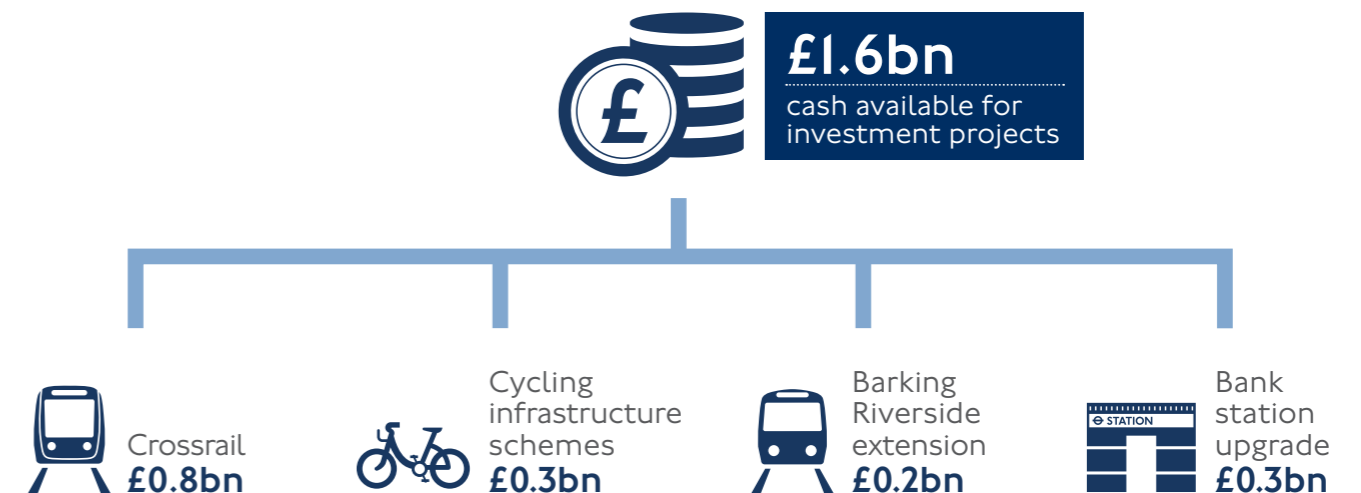 £1.6bn
cash available for
investment projects
£
Crossrail
£0.8bn
Cycling
infrastructure
schemes
£0.3bn
Barking
Riverside
extension
£0.2bn
STATION
Bank
station
upgrade
£0.3bn